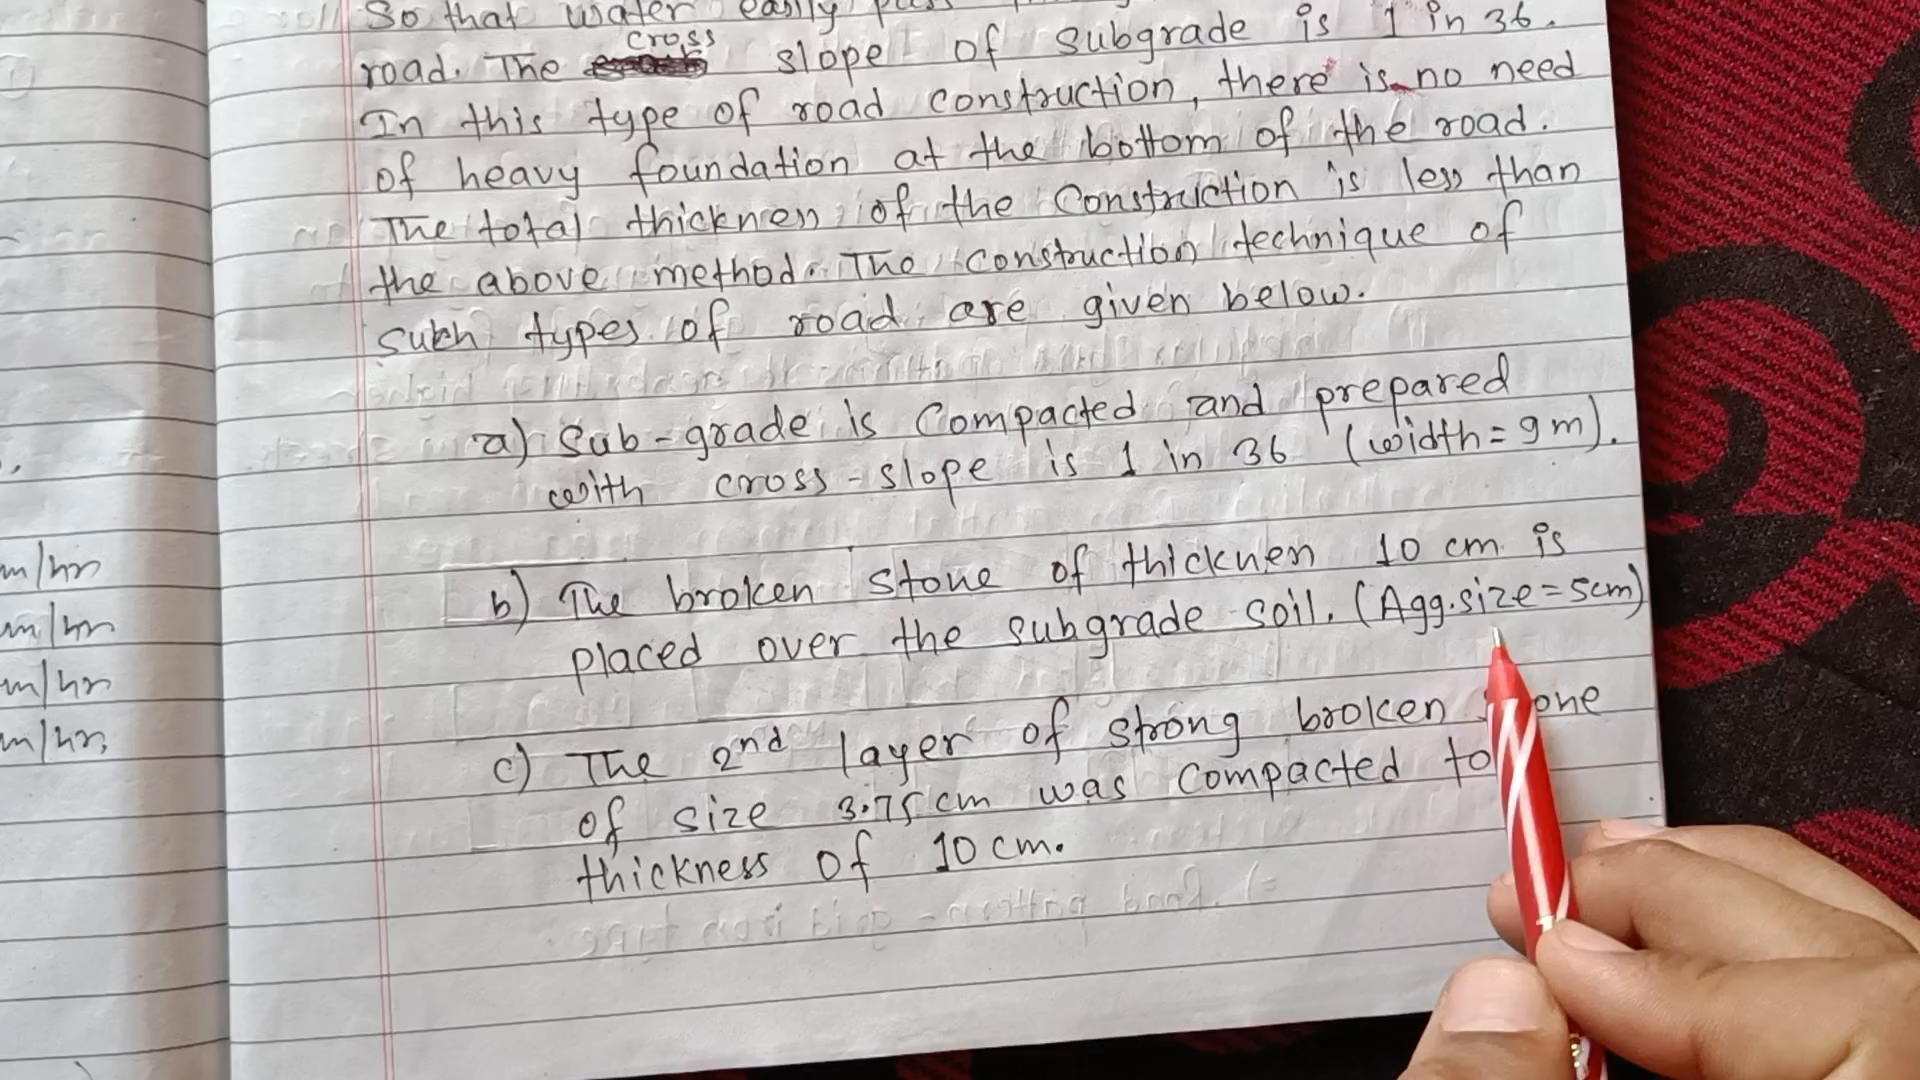 So that water easily pass
road. The cross slope of subgrade is 1 in 36.
In this type of road construction, there is no need
of heavy foundation at the bottom of the road.
The total thickness of the Construction is less than
the above method. The construction technique of
such types of road are given below.
a) Sub-grade is Compacted and prepared
with cross-slope is 1 in 36 (width = 9m).
b) The broken stone of thickness 10 cm is
placed over the subgrade soil. (Agg. size = 5cm)
c) The 2nd layer of strong broken stone
of size 3.75 cm was compacted to
thickness of 10 cm.
m/hr
m/hr
m/hr
m/hr,